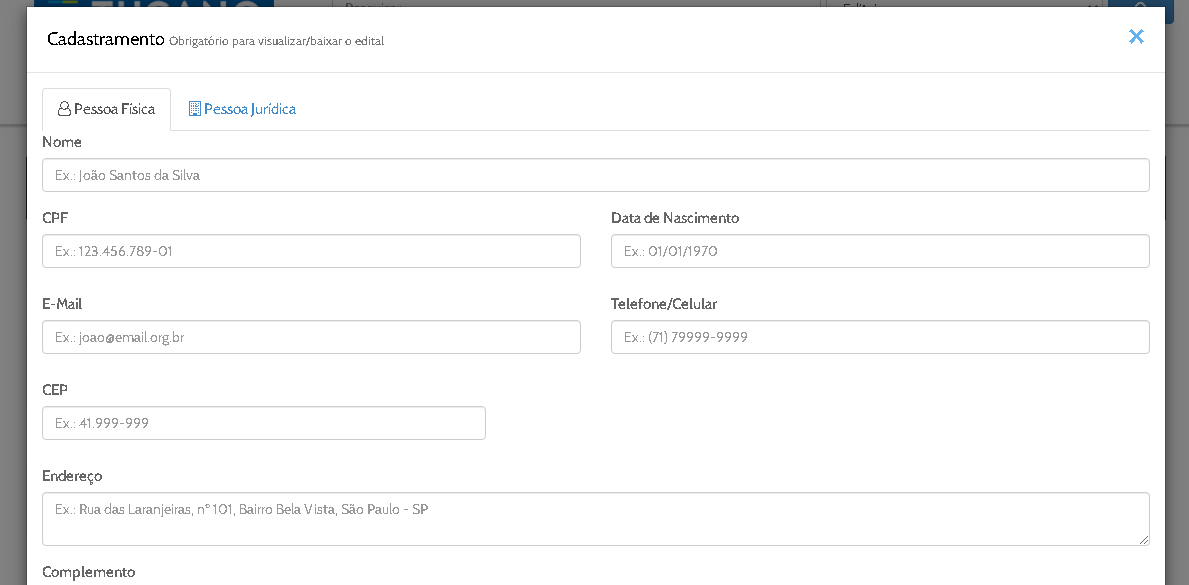 Cadastramento Obrigatório para visualizar/baixar o edital
Pessoa Física Pessoa Jurídica
Nome
Ex.: João Santos da Silva
CPF Data de Nascimento
Ex.: 123.456.789-01 Ex.: 01/01/1970
E-Mail Telefone/Celular
Ex.: joao@email.org.br Ex.: (71) 79999-9999
CEP
Ex.: 41.999-999
Endereço
Ex.: Rua das Laranjeiras, nº 101, Bairro Bela Vista, São Paulo - SP
Complemento